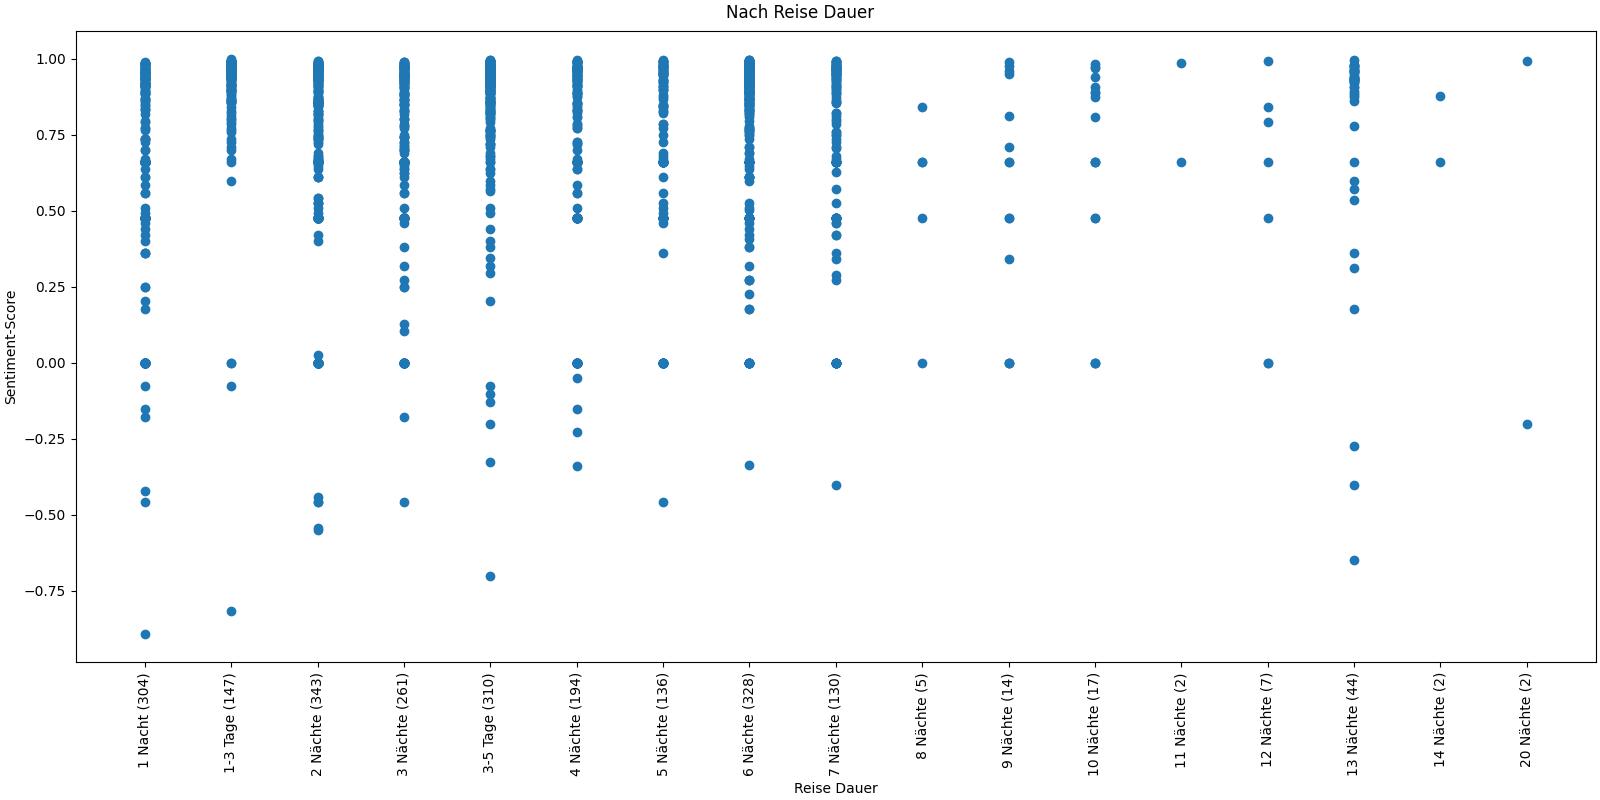 Nach Reise Dauer
Sentiment-Score
1.00
0.75
0.50
0.25
0.00
−0.25
−0.50
−0.75
1 Nacht (304)
1-3 Tage (147)
2 Nächte (343)
3 Nächte (261)
3-5 Tage (310)
4 Nächte (194)
5 Nächte (136)
6 Nächte (328)
7 Nächte (130)
8 Nächte (5)
9 Nächte (14)
10 Nächte (17)
11 Nächte (2)
12 Nächte (7)
13 Nächte (44)
14 Nächte (2)
20 Nächte (2)
Reise Dauer